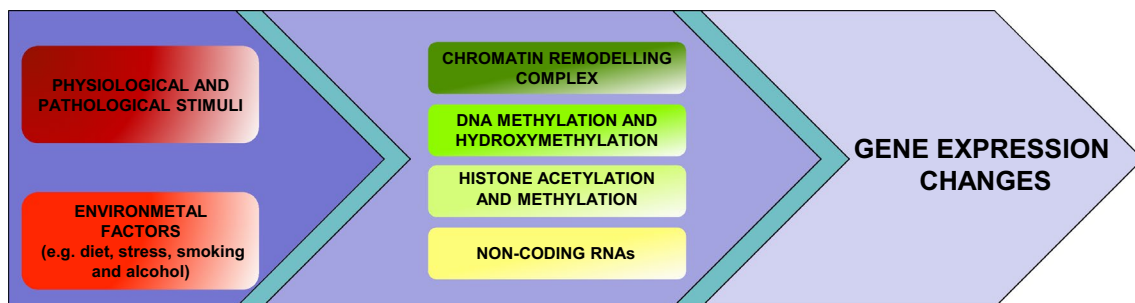 PHYSIOLOGICAL AND
PATHOLOGICAL STIMULI
ENVIRONMETAL
FACTORS
(e.g. diet, stress, smoking
and alcohol)
CHROMATIN REMODELLING
COMPLEX
DNA METHYLATION AND
HYDROXYMETHYLATION
HISTONE ACETYLATION
AND METHYLATION
NON-CODING RNAs
GENE EXPRESSION
CHANGES